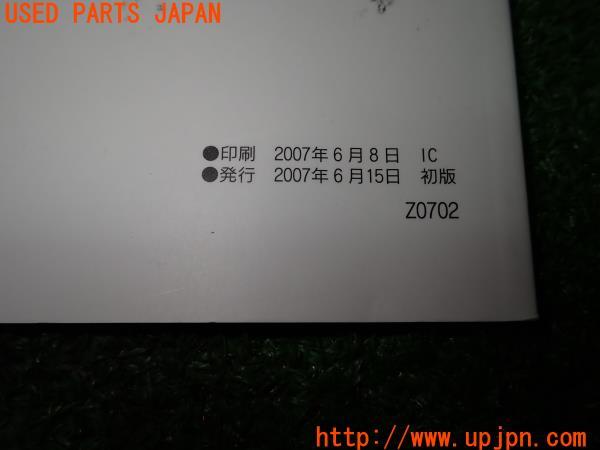 USED PARTS JAPAN
●印刷 2007年6月8日 IC
●発行 2007年6月15日 初版
Z0702
http://www.upjpn.com